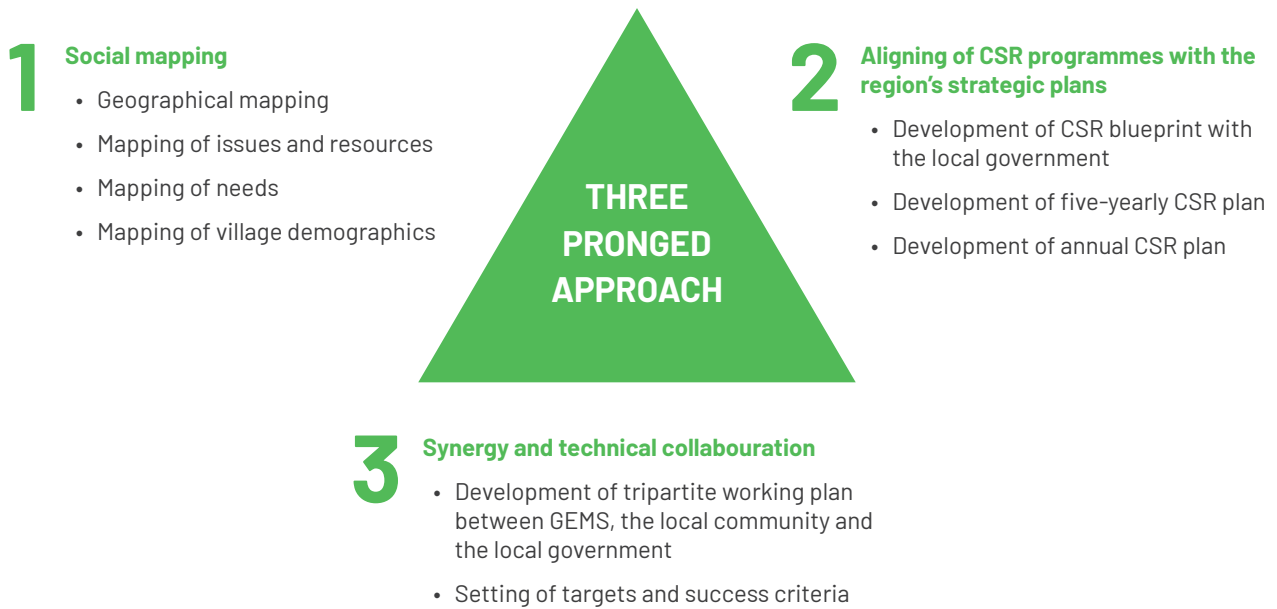 1
Social mapping
• Geographical mapping
• Mapping of issues and resources
• Mapping of needs
• Mapping of village demographics
THREE
PRONGED
APPROACH
2
Aligning of CSR programmes with the
region's strategic plans
• Development of CSR blueprint with
the local government
• Development of five-yearly CSR plan
• Development of annual CSR plan
3
Synergy and technical collabouration
• Development of tripartite working plan
between GEMS, the local community and
the local government
• Setting of targets and success criteria